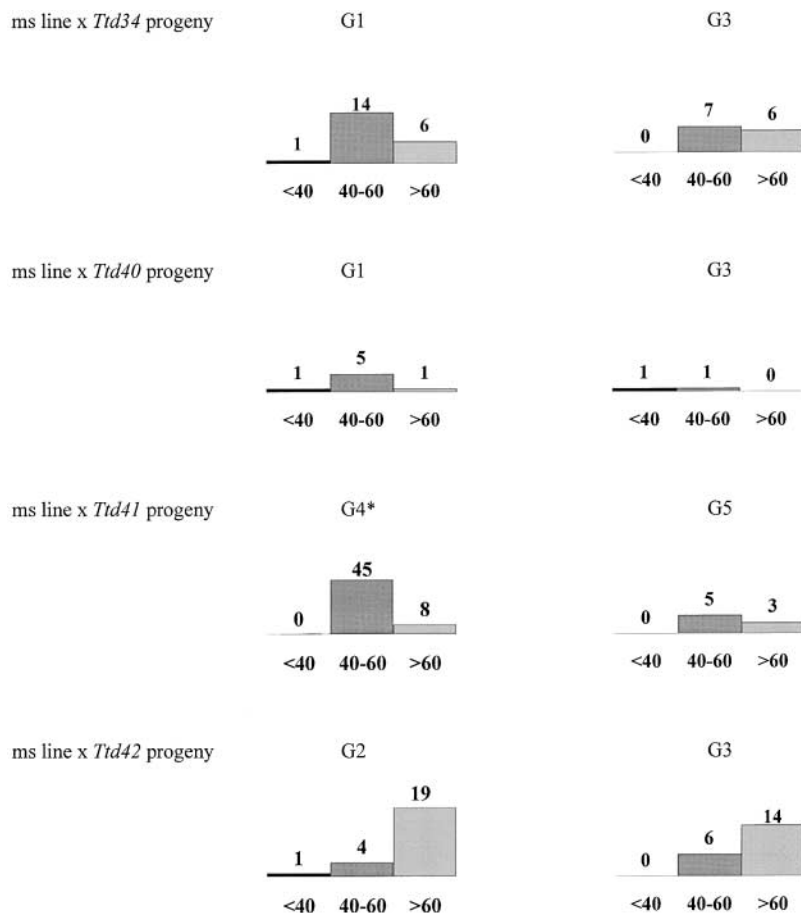 ms line x Ttd34 progeny G1 G3
14
7 6
6
1 0
<40 40-60 >60 <40 40-60 >60
ms line x Ttd40 progeny G1 G3
1 5 1 1 1 0
<40 40-60 >60 <40 40-60 >60
ms line x Ttd41 progeny G4* G5
45
0 8 0 5 3
<40 40-60 >60 <40 40-60 >60
ms line x Ttd42 progeny G2 G3
19
14
1 4 0 6
<40 40-60 >60 <40 40-60 >60